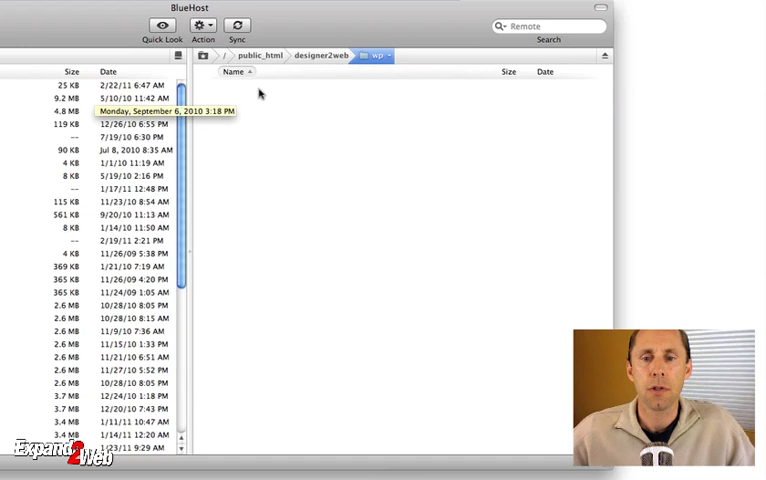 BlueHost
Quick Look
Action
Sync
Remote
Search
/ public_html designer2web wp
Size Date
Name Size Date
25 KB 2/22/11 6:47 AM
9.2 MB 5/10/10 11:42 AM
4.8 MB Monday, September 6, 2010 3:18 PM
119 KB 12/26/10 6:55 PM
-- 7/19/10 6:30 PM
90 KB Jul 8, 2010 8:35 AM
4 KB 1/1/10 11:19 AM
8 KB 5/19/10 2:16 PM
-- 1/17/11 12:48 PM
115 KB 11/23/10 8:54 AM
561 KB 9/20/10 11:13 AM
8 KB 1/14/10 11:50 AM
-- 2/19/11 2:21 PM
4 KB 11/26/09 5:38 PM
369 KB 1/21/10 7:19 AM
365 KB 11/26/09 4:20 PM
365 KB 11/24/09 1:05 AM
2.6 MB 10/28/10 8:05 PM
2.6 MB 10/28/10 8:15 AM
2.6 MB 11/9/10 7:36 AM
2.6 MB 11/15/10 1:33 PM
2.6 MB 11/21/10 6:51 AM
2.6 MB 11/27/10 5:52 PM
2.6 MB 10/28/10 8:05 PM
3.7 MB 12/24/10 1:18 PM
3.7 MB 12/20/10 7:43 PM
3.4 MB 1/1/11 10:47 AM
3.4 MB 1/14/11 12:20 AM
1/23/11 9:29 AM
Expand2Web